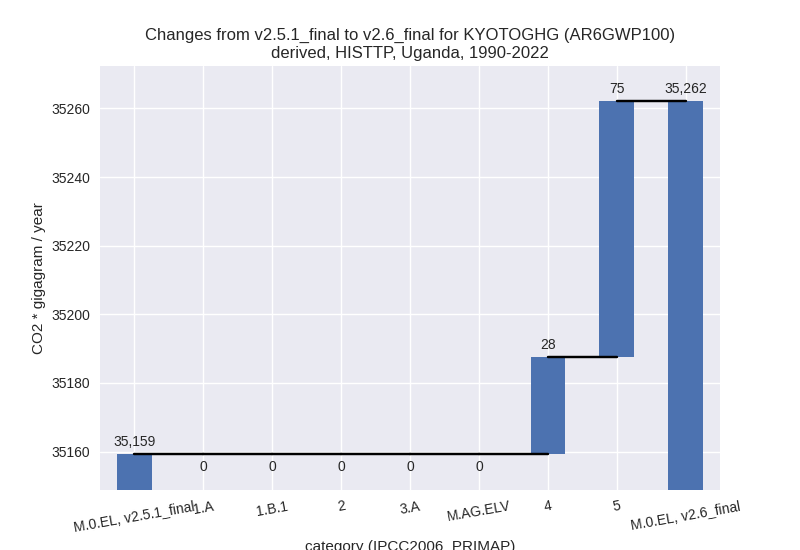 Changes from v2.5.1_final to v2.6_final for KYOTOGHG (AR6GWP100)
derived, HISTTP, Uganda, 1990-2022
CO2 * gigagram / year
35260
35240
35220
35200
35180
35160
35,159
0
0
0
0
0
28
75
35,262
M.0.EL, v2.5.1_final
1.A
1.B.1
2
3.A
M.AG.ELV
4
5
M.0.EL, v2.6_final
category (IPCC2006_PRIMAP)